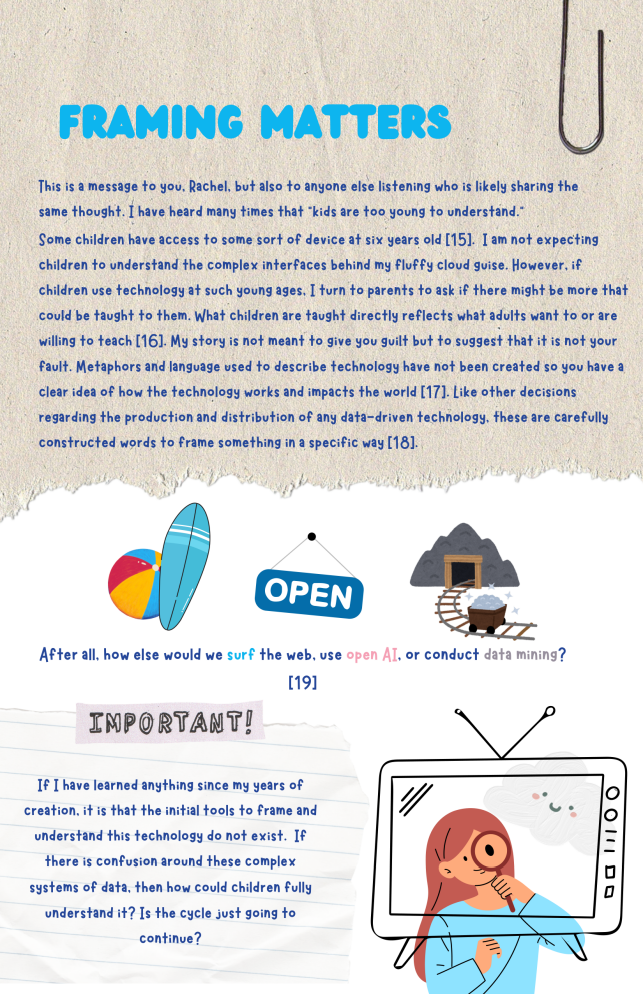 FRAMING MATTERS
This is a message to you, Rachel, but also to anyone else listening who is likely sharing the
same thought. I have heard many times that "kids are too young to understand."
Some children have access to some sort of device at six years old [15].  I am not expecting
children to understand the complex interfaces behind my fluffy cloud guise. However, if
children use technology at such young ages, I turn to parents to ask if there might be more that
could be taught to them. What children are taught directly reflects what adults want to or are
willing to teach [16]. My story is not meant to give you guilt but to suggest that it is not your
fault. Metaphors and language used to describe technology have not been created so you have a
clear idea of how the technology works and impacts the world [17]. Like other decisions
regarding the production and distribution of any data-driven technology, these are carefully
constructed words to frame something in a specific way [18].
OPEN
After all, how else would we surf the web, use open AI, or conduct data mining?
[19]
IMPORTANT!
If I have learned anything since my years of
creation, it is that the initial tools to frame and
understand this technology do not exist.  If
there is confusion around these complex
systems of data, then how could children fully
understand it? Is the cycle just going to
continue?